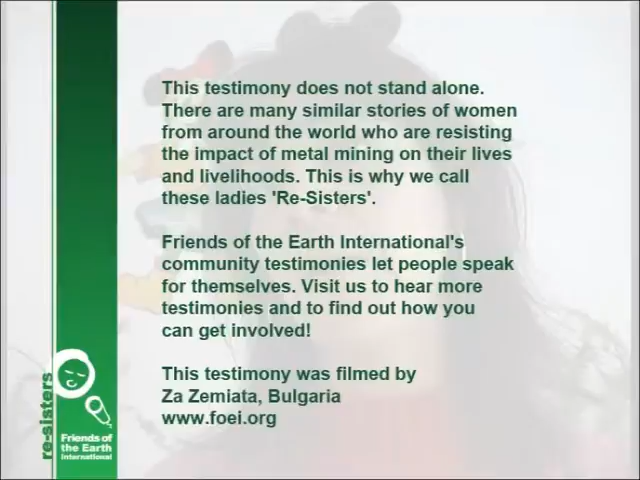 This testimony does not stand alone.
There are many similar stories of women
from around the world who are resisting
the impact of metal mining on their lives
and livelihoods. This is why we call
these ladies 'Re-Sisters'.
Friends of the Earth International's
community testimonies let people speak
for themselves. Visit us to hear more
testimonies and to find out how you
can get involved!
This testimony was filmed by
Za Zemiata, Bulgaria
www.foei.org
re-sisters
Friends of
the Earth
International